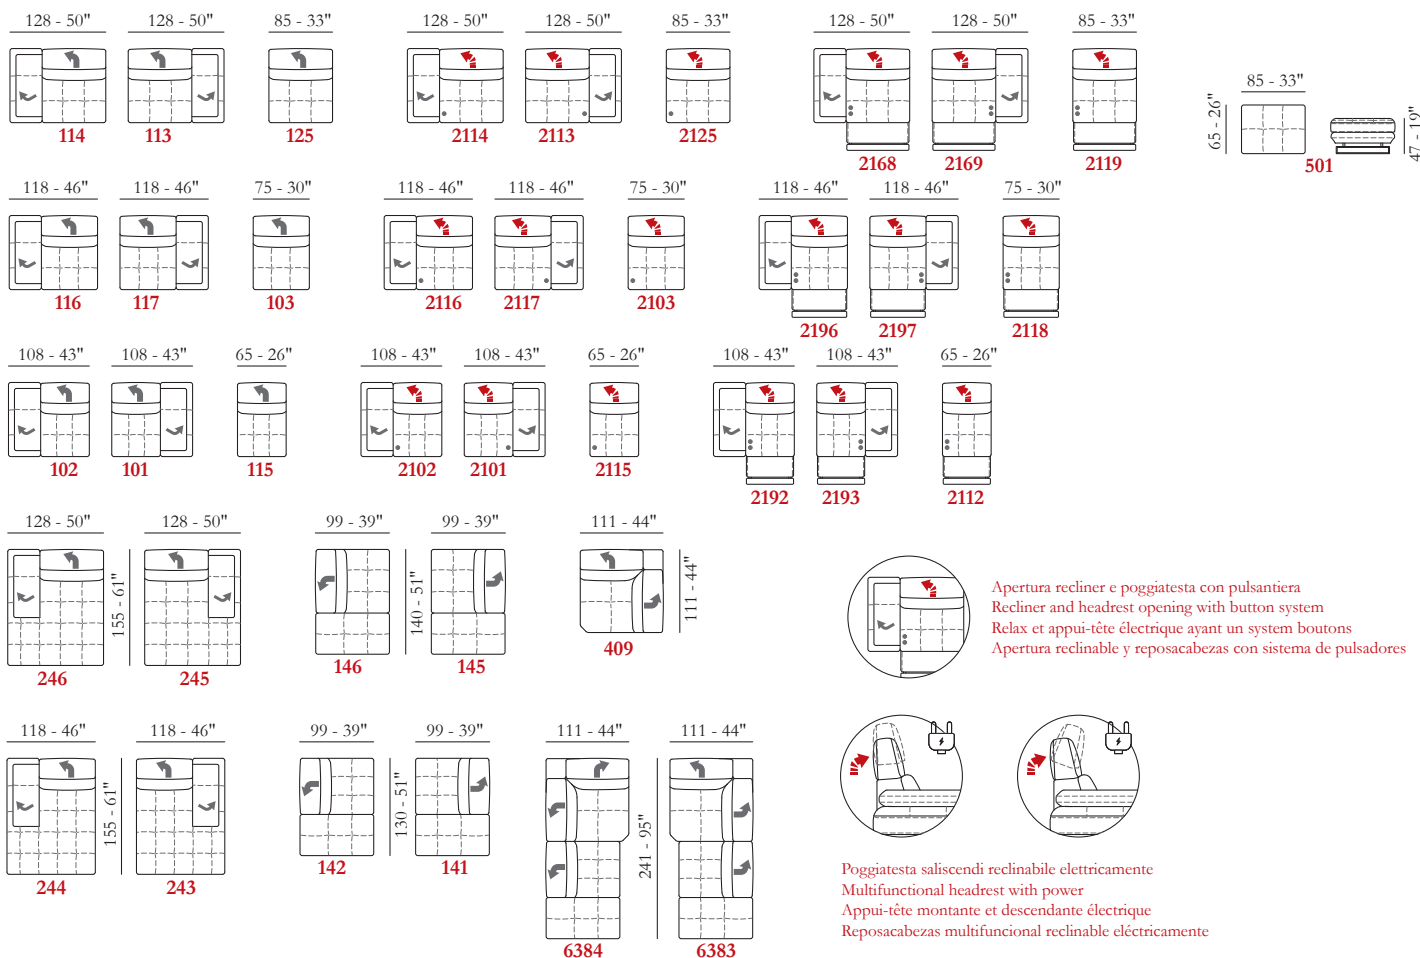 128 - 50" 128 - 50" 85 - 33" 128 - 50" 128 - 50" 85 - 33" 128 - 50" 128 - 50" 85 - 33"
114 113 125 2114 2113 2125 2168 2169 2119
85 - 33"
65 - 26"
47 - 19"
501
118 - 46" 118 - 46" 75 - 30" 118 - 46" 118 - 46" 75 - 30" 118 - 46" 118 - 46" 75 - 30"
116 117 103 2116 2117 2103 2196 2197 2118
108 - 43" 108 - 43" 65 - 26" 108 - 43" 108 - 43" 65 - 26" 108 - 43" 108 - 43" 65 - 26"
102 101 115 2102 2101 2115 2192 2193 2112
128 - 50" 128 - 50" 99 - 39" 99 - 39" 111 - 44"
155 - 61"
140 - 51"
111 - 44"
246 245 146 145 409
Apertura recliner e poggiatesta con pulsantiera
Recliner and headrest opening with button system
Relax et appui-tête électrique ayant un system boutons
Apertura reclinable y reposacabezas con sistema de pulsadores
118 - 46" 118 - 46" 99 - 39" 99 - 39" 111 - 44" 111 - 44"
155 - 61"
130 - 51"
241 - 95"
244 243 142 141 6384 6383
Poggiatesta saliscendi reclinabile elettricamente
Multifunctional headrest with power
Appui-tête montante et descendante électrique
Reposacabezas multifuncional reclinable eléctricamente